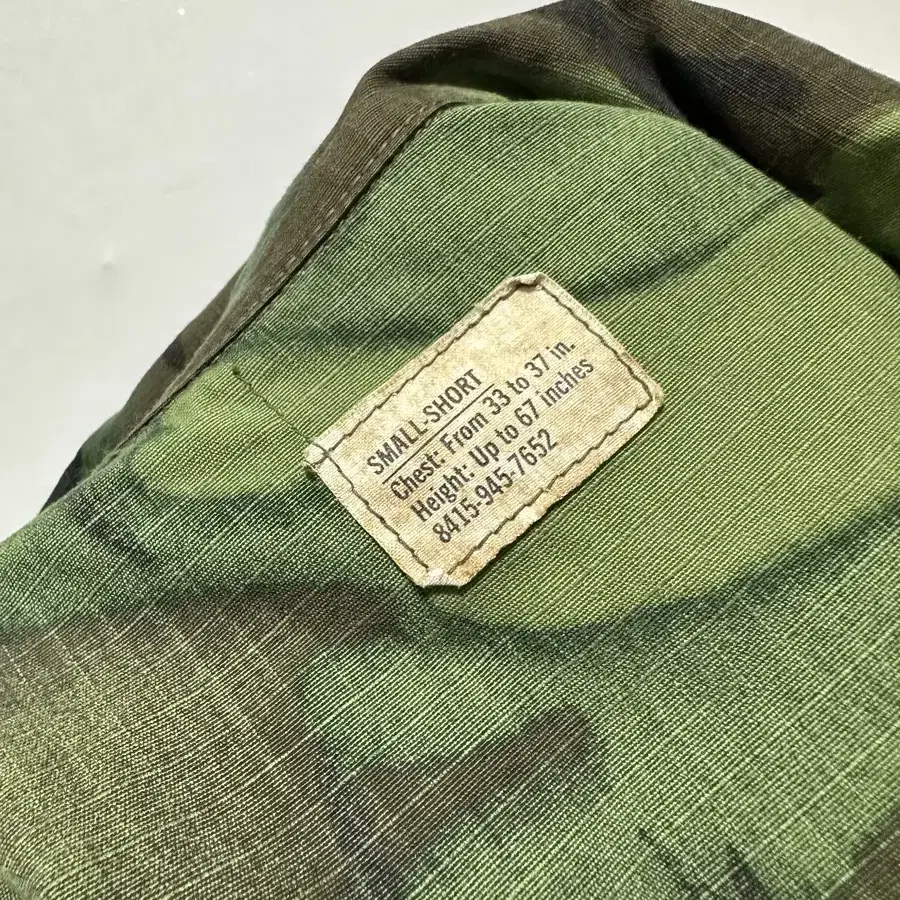 SMALL-SHORT
Chest: From 33 to 37 in.
Height: Up to 67 inches
8415-945-7652